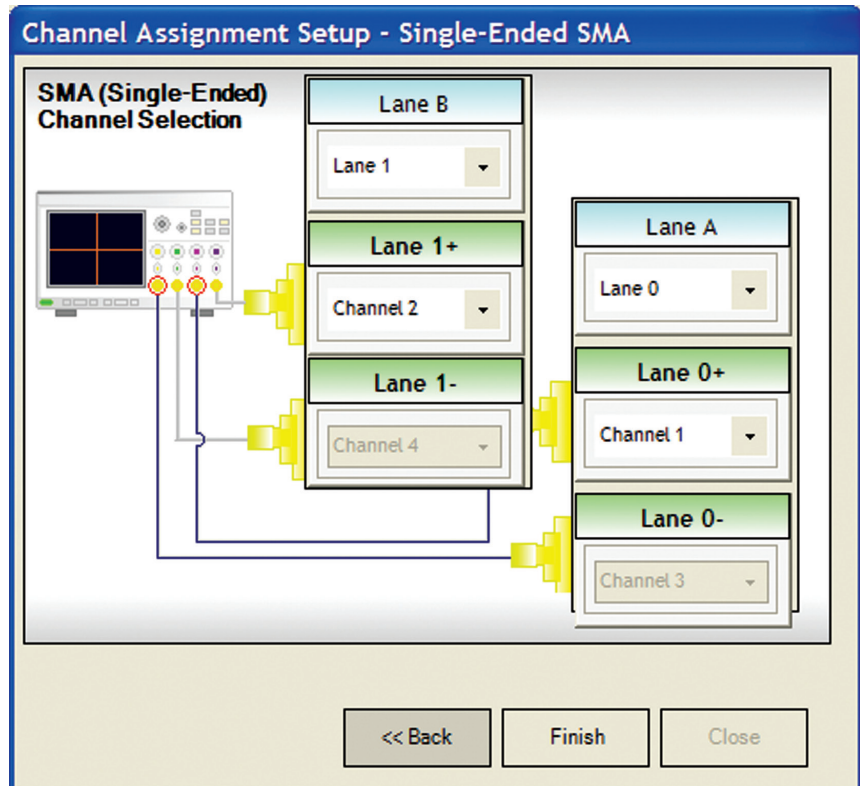 Channel Assignment Setup - Single-Ended SMA
SMA (Single-Ended)
Channel Selection
Lane B
Lane 1
Lane 1+
Channel 2
Lane 1-
Channel 4
Lane A
Lane 0
Lane 0+
Channel 1
Lane 0-
Channel 3
<< Back
Finish
Close